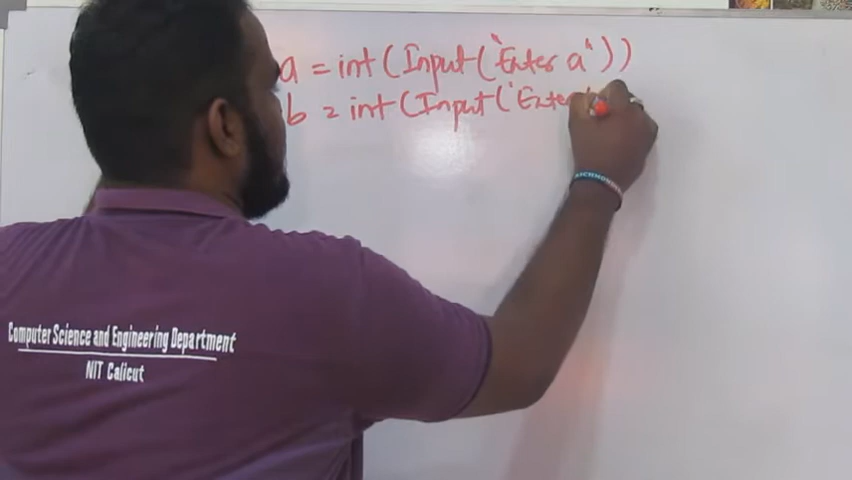 a = int (Input ("Enter a"))
b = int (Input ("Enter
Computer Science and Engineering Department
NIT Calicut